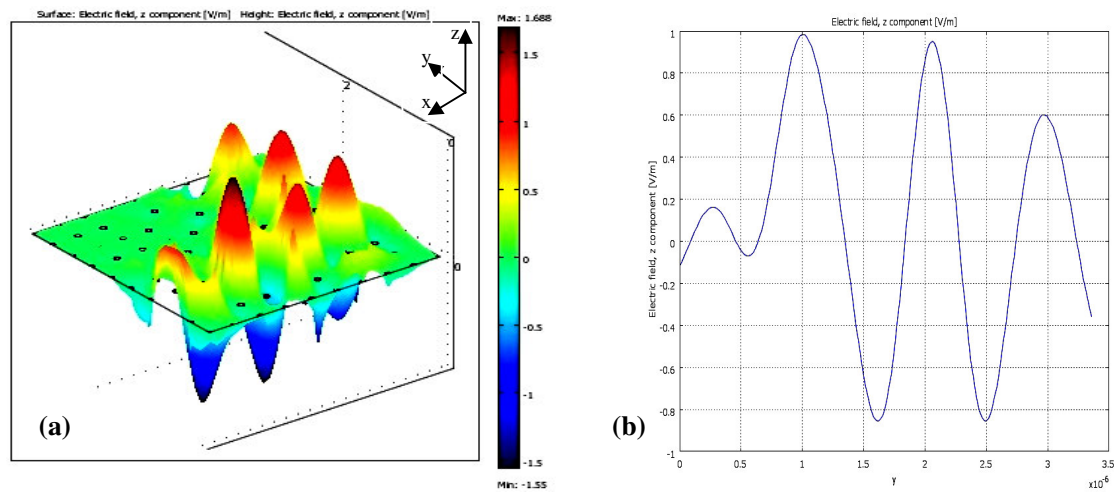 Surface: Electric field, z component [V/m] Height: Electric field, z component [V/m]
Max: 1.688
z
y
x
2
0
0
1.5
1
0.5
0
-0.5
-1
-1.5
Min: -1.55
(a)
Electric field, z component [V/m]
1
0.8
0.6
0.4
0.2
0
-0.2
-0.4
-0.6
-0.8
-1
Electric field, z component [V/m]
0
0.5
1
1.5
2
2.5
3
3.5
x10⁻⁶
y
(b)